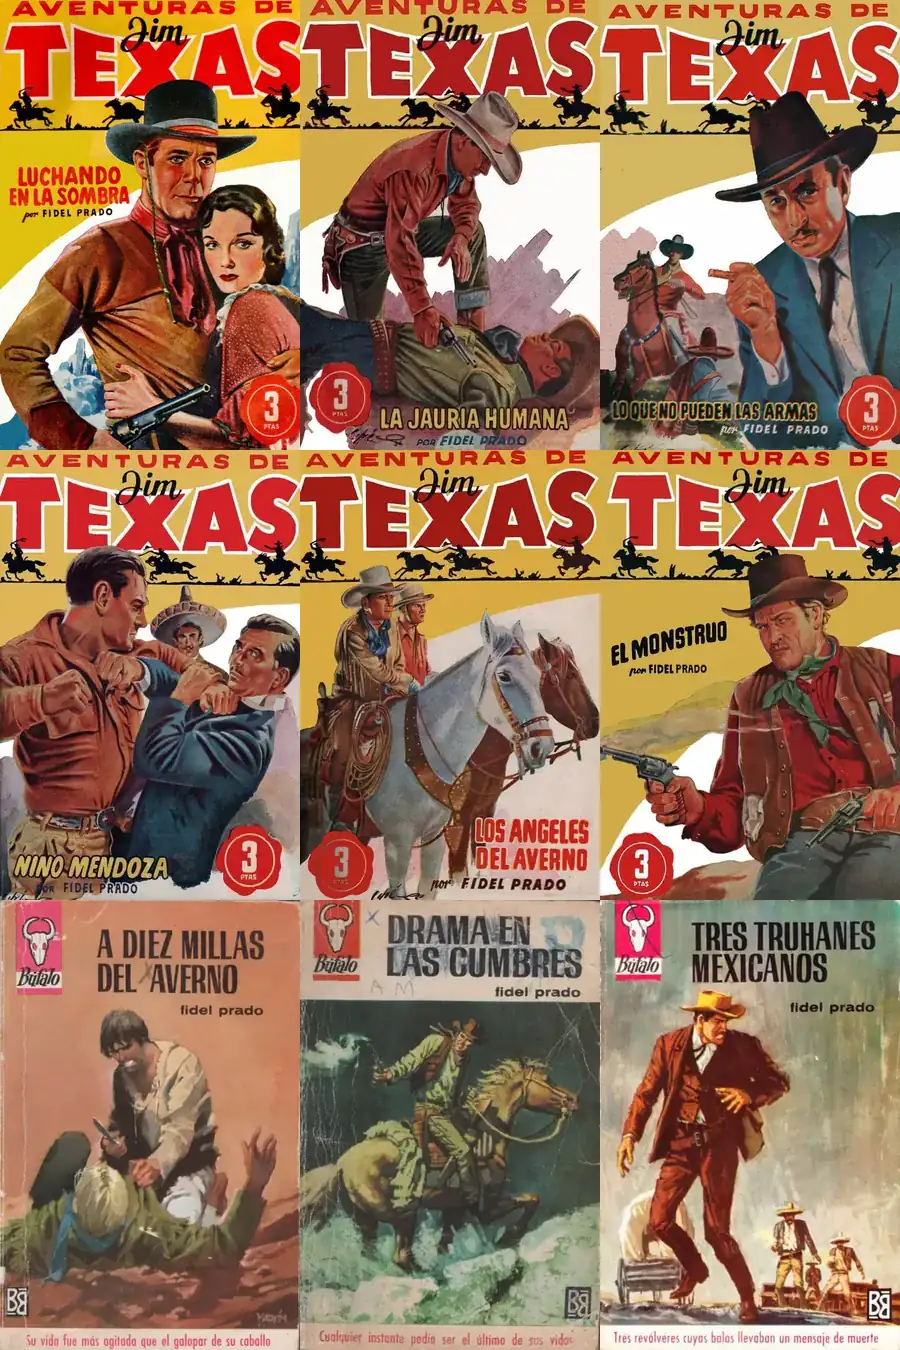 AVENTURAS DE
Jim
TEXAS
LUCHANDO
EN LA SOMBRA
por FIDEL PRADO
3
PTAS
AVENTURAS DE
Jim
TEXAS
3
PTAS
LA JAURIA HUMANA
POR FIDEL PRADO
AVENTURAS DE
Jim
TEXAS
LO QUE NO PUEDEN LAS ARMAS
por FIDEL PRADO
3
PTAS
AVENTURAS DE
Jim
TEXAS
NINO MENDOZA
POR FIDEL PRADO
3
PTAS
AVENTURAS DE
Jim
TEXAS
LOS ANGELES
DEL AVERNO
por FIDEL PRADO
3
PTAS
AVENTURAS DE
Jim
TEXAS
EL MONSTRUO
por FIDEL PRADO
3
PTAS
Búfalo
A DIEZ MILLAS
DEL AVERNO
fidel prado
BB
Su vida fue más agitada que el galopar de su caballo
Búfalo
DRAMA EN
LAS CUMBRES
fidel prado
A M
BB
Cualquier instante podía ser el último de sus vidas
Búfalo
TRES TRUHANES
MEXICANOS
fidel prado
BB
Tres revólveres cuyas balas llevaban un mensaje de muerte